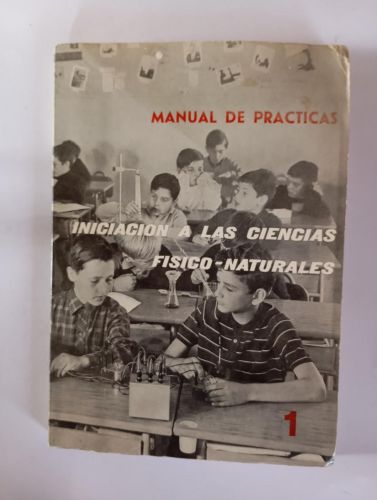 MANUAL DE PRACTICAS
INICIACION A LAS CIENCIAS
FISICO-NATURALES
1